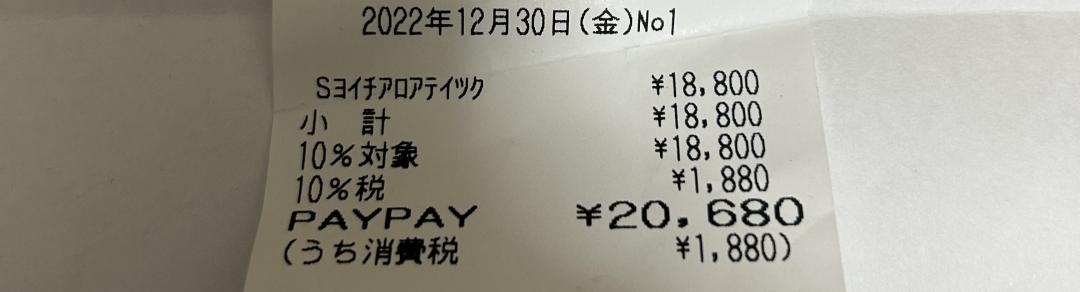 2022年12月30日(金)No1
Sヨイチアロアテイツク ¥18,800
小 計 ¥18,800
10%対象 ¥18,800
10%税 ¥1,880
PAYPAY ¥20,680
(うち消費税 ¥1,880)